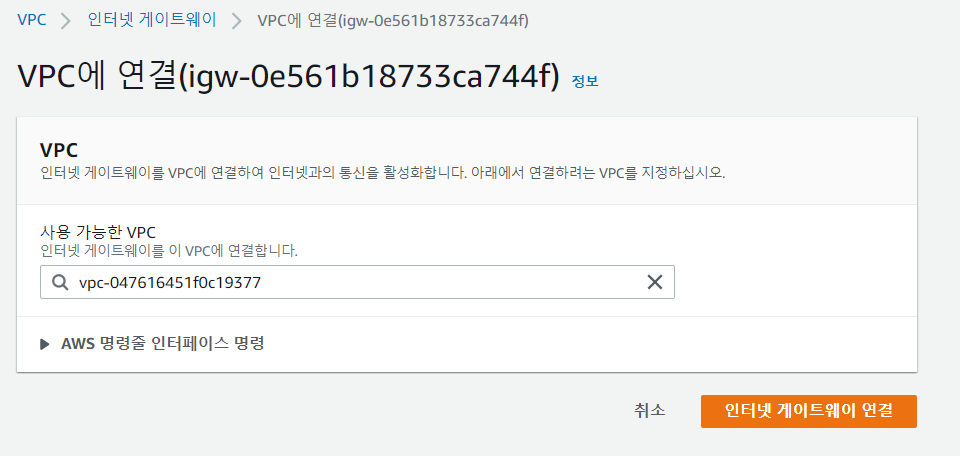 VPC > 인터넷 게이트웨이 > VPC에 연결(igw-0e561b18733ca744f)
VPC에 연결(igw-0e561b18733ca744f) 정보
VPC
인터넷 게이트웨이를 VPC에 연결하여 인터넷과의 통신을 활성화합니다. 아래에서 연결하려는 VPC를 지정하십시오.
사용 가능한 VPC
인터넷 게이트웨이를 이 VPC에 연결합니다.
vpc-047616451f0c19377
AWS 명령줄 인터페이스 명령
취소 인터넷 게이트웨이 연결